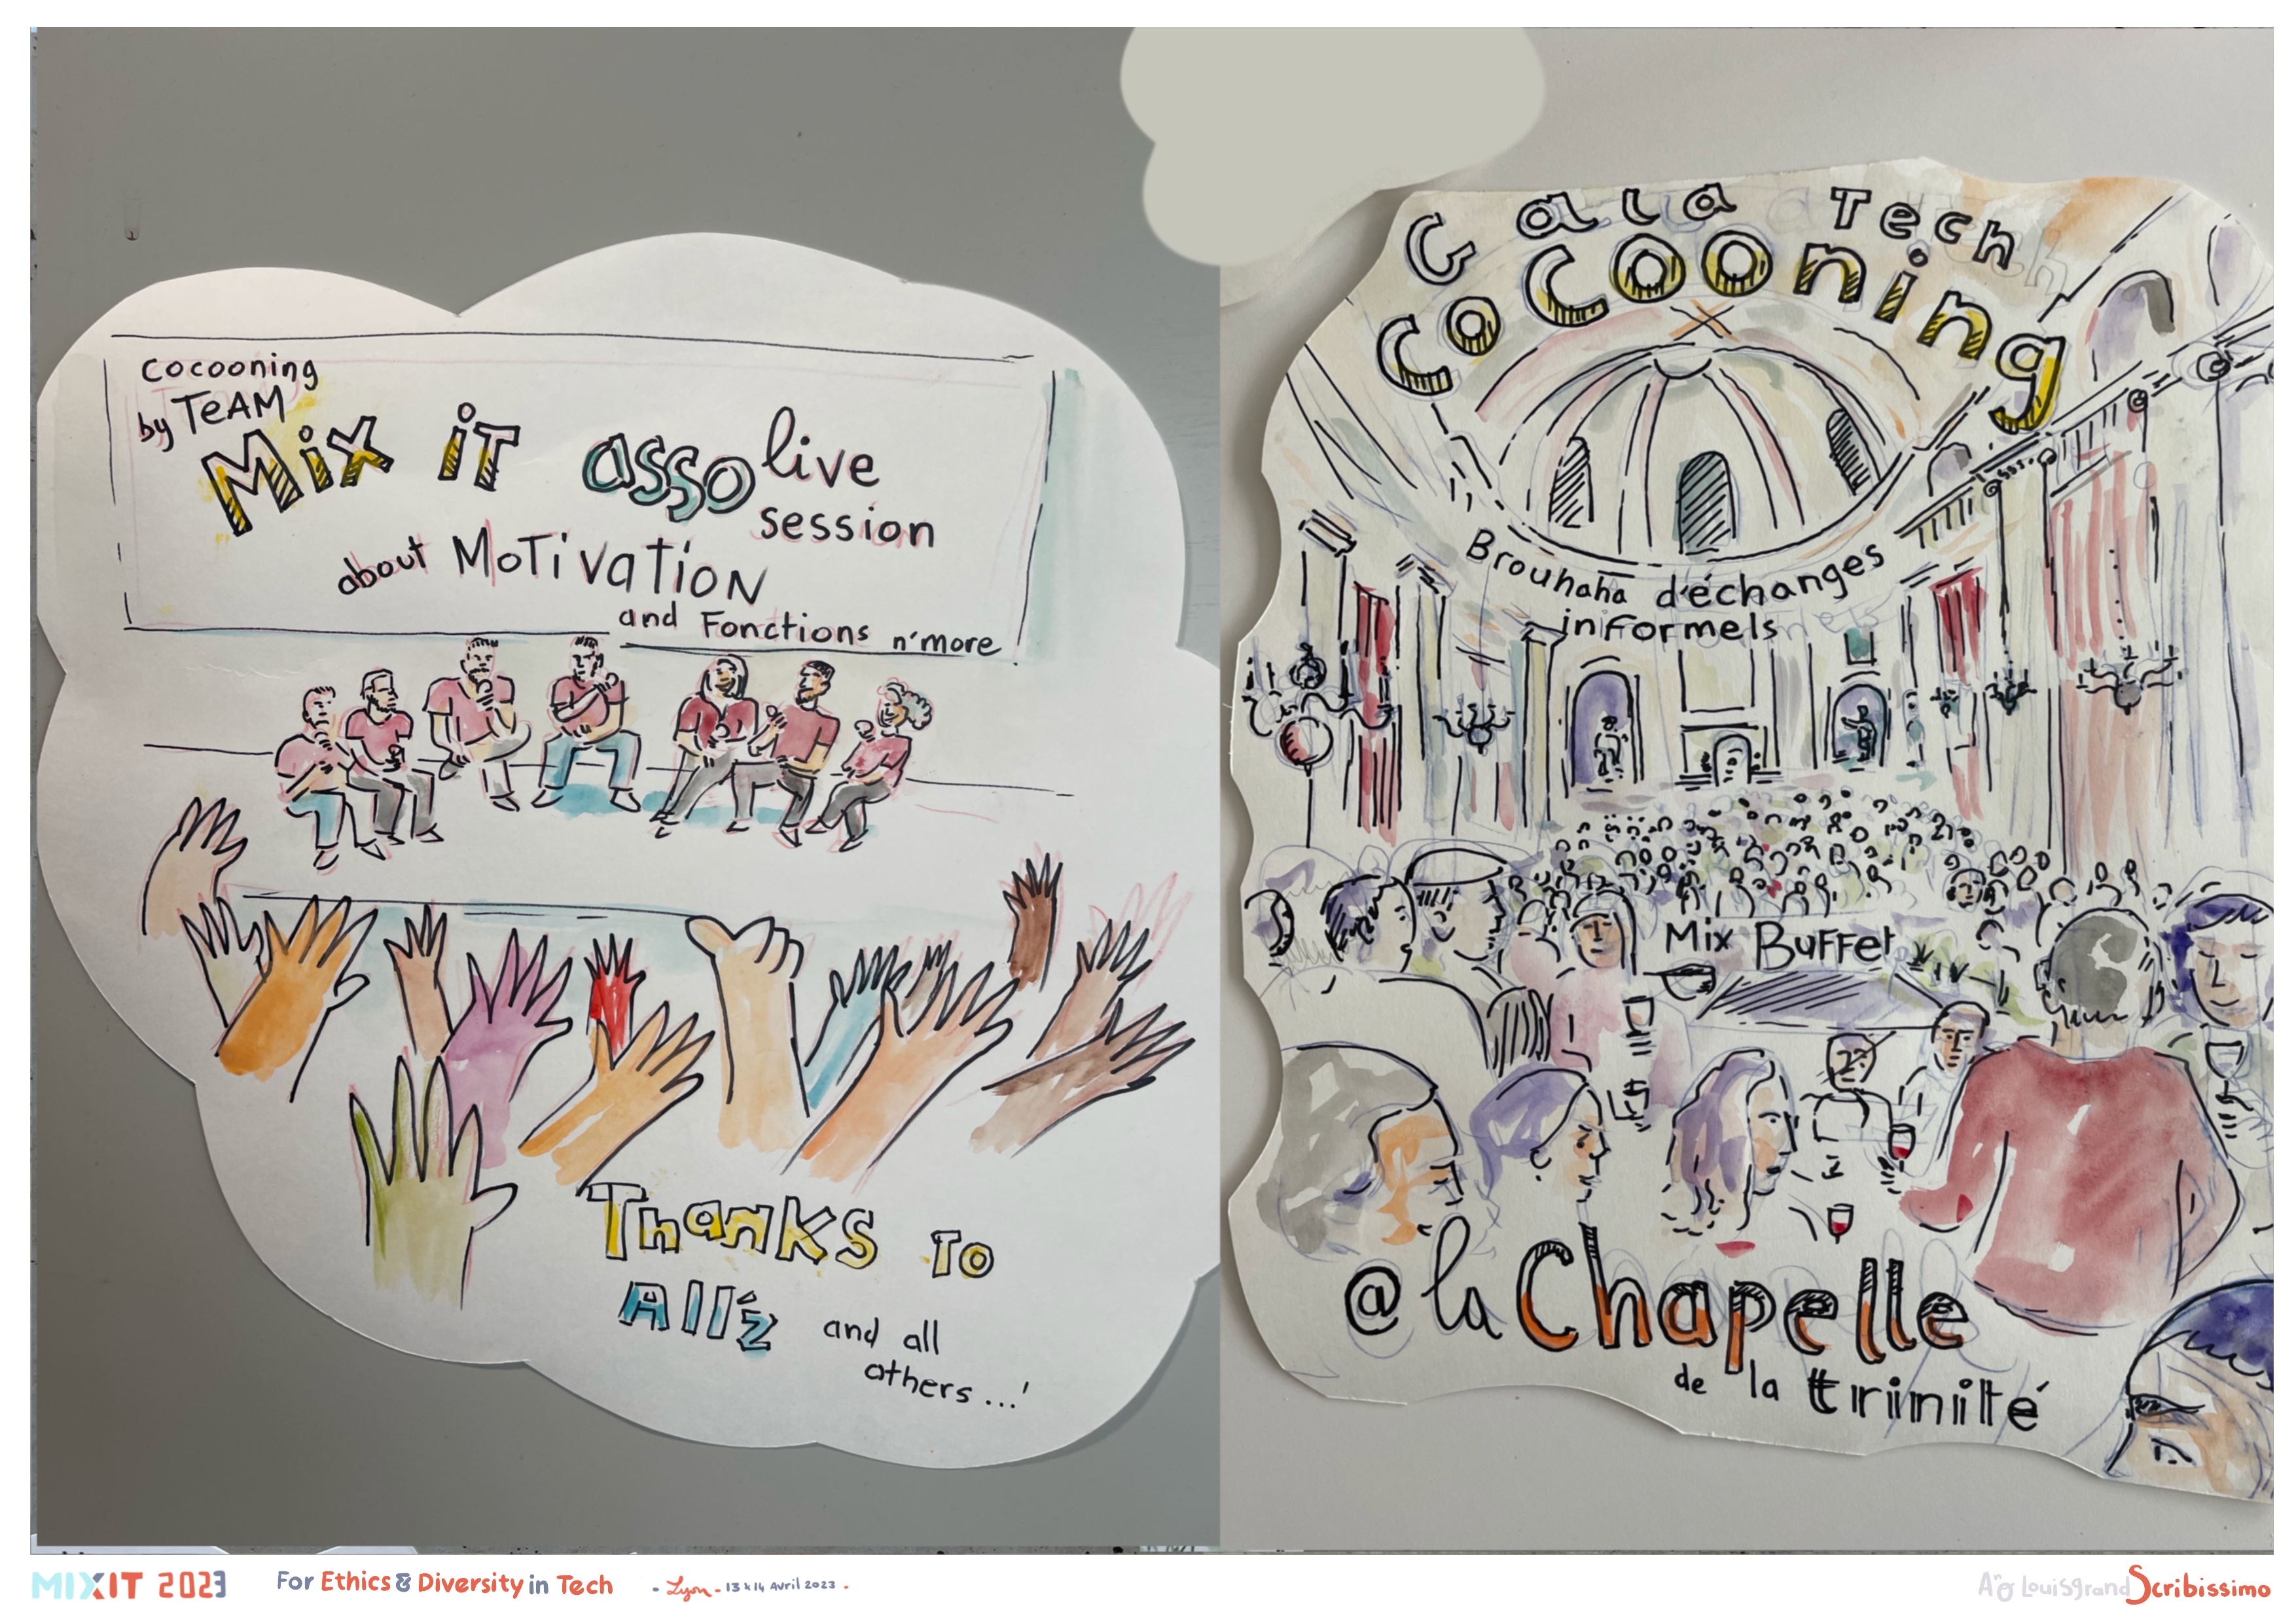 cocooning
by TeAM
Mix iT asso live
session
about MoTivaTioN
and Fonctions n'more
Thanks To
All'z and all
others...!
Gala Tech
Cocooning
Brouhaha d'échanges
informels
Mix Buffet
@ la Chapelle
de la trinité
MIXIT 2023 For Ethics & Diversity in Tech - Lyon - 13 & 14 Avril 2023 -
Louisgrand Scribissimo